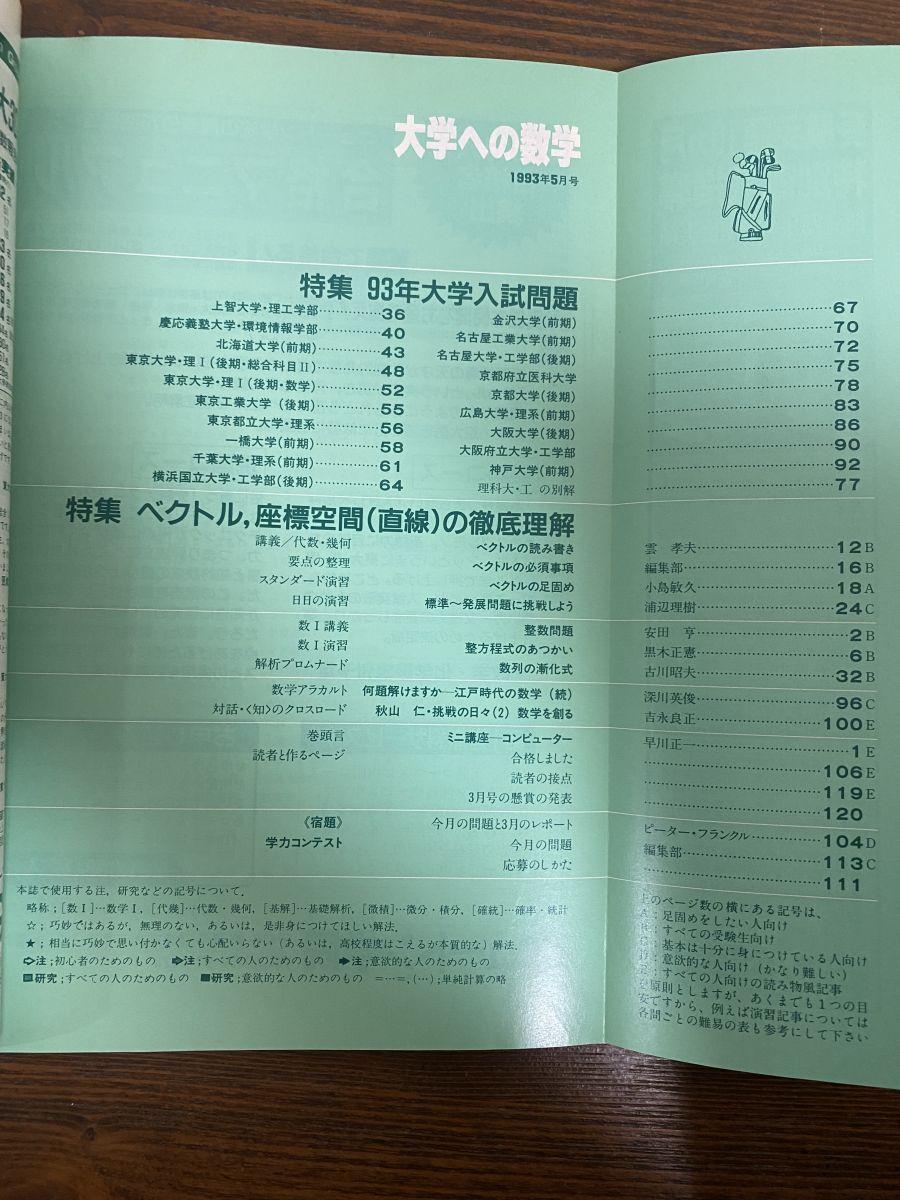 大学への数学
1993年5月号
特集 93年大学入試問題
上智大学・理工学部……………36
慶応義塾大学・環境情報学部…………40
北海道大学(前期)…………43
東京大学・理Ⅰ(後期・総合科目Ⅱ)…………48
東京大学・理Ⅰ(後期・数学)…………52
東京工業大学(後期)…………55
東京都立大学・理系…………56
一橋大学(前期)…………58
千葉大学・理系(前期)…………61
横浜国立大学・工学部(後期)…………64
金沢大学(前期)……………67
名古屋工業大学(前期)……………70
名古屋大学・工学部(後期)……………72
京都府立医科大学……………75
京都大学(後期)……………78
広島大学・理系(前期)……………83
大阪大学(後期)……………86
大阪府立大学・工学部……………90
神戸大学(前期)……………92
理科大・工 の別解……………77
特集 ベクトル,座標空間(直線)の徹底理解
講義/代数・幾何 ベクトルの読み書き 雲 孝夫……………12B
要点の整理 ベクトルの必須事項 編集部……………16B
スタンダード演習 ベクトルの足固め 小島敏久……………18A
日日の演習 標準〜発展問題に挑戦しよう 浦辺理樹……………24C
数Ⅰ講義 整数問題 安田 亨……………2B
数Ⅰ演習 整方程式のあつかい 黒木正憲……………6B
解析プロムナード 数列の漸化式 古川昭夫……………32B
数学アラカルト 何題解けますか—江戸時代の数学(続) 深川英俊……………96C
対話・〈知〉のクロスロード 秋山 仁・挑戦の日々(2) 数学を創る 吉永良正……………100E
巻頭言 ミニ講座—コンピューター 早川正一……………1E
読者と作るページ 合格しました……………106E
読者の接点……………119E
3月号の懸賞の発表……………120
《宿題》 今月の問題と3月のレポート ピーター・フランクル……………104D
学力コンテスト 今月の問題 編集部……………113C
応募のしかた……………111
本誌で使用する注,研究などの記号について.
略称;[数Ⅰ]…数学Ⅰ,[代幾]…代数・幾何,[基解]…基礎解析,[微積]…微分・積分,[確統]…確率・統計
☆;巧妙ではあるが,無理のない,あるいは,是非身につけてほしい解法.
★;相当に巧妙で思い付かなくても心配いらない(あるいは,高校程度はこえるが本質的な)解法.
⇨注;初心者のためのもの ➡注;すべての人のためのもの ➡注;意欲的な人のためのもの
■研究;すべての人のためのもの ■研究;意欲的な人のためのもの =…=,(…);単純計算の略
上のページ数の横にある記号は、
A:足固めをしたい人向け
B:すべての受験生向け
C:基本は十分に身につけている人向け
D:意欲的な人向け(かなり難しい)
E:すべての人向けの読み物風記事
を原則としますが、あくまでも1つの目
安ですから、例えば演習記事については
各問ごとの難易の表も参考にして下さい